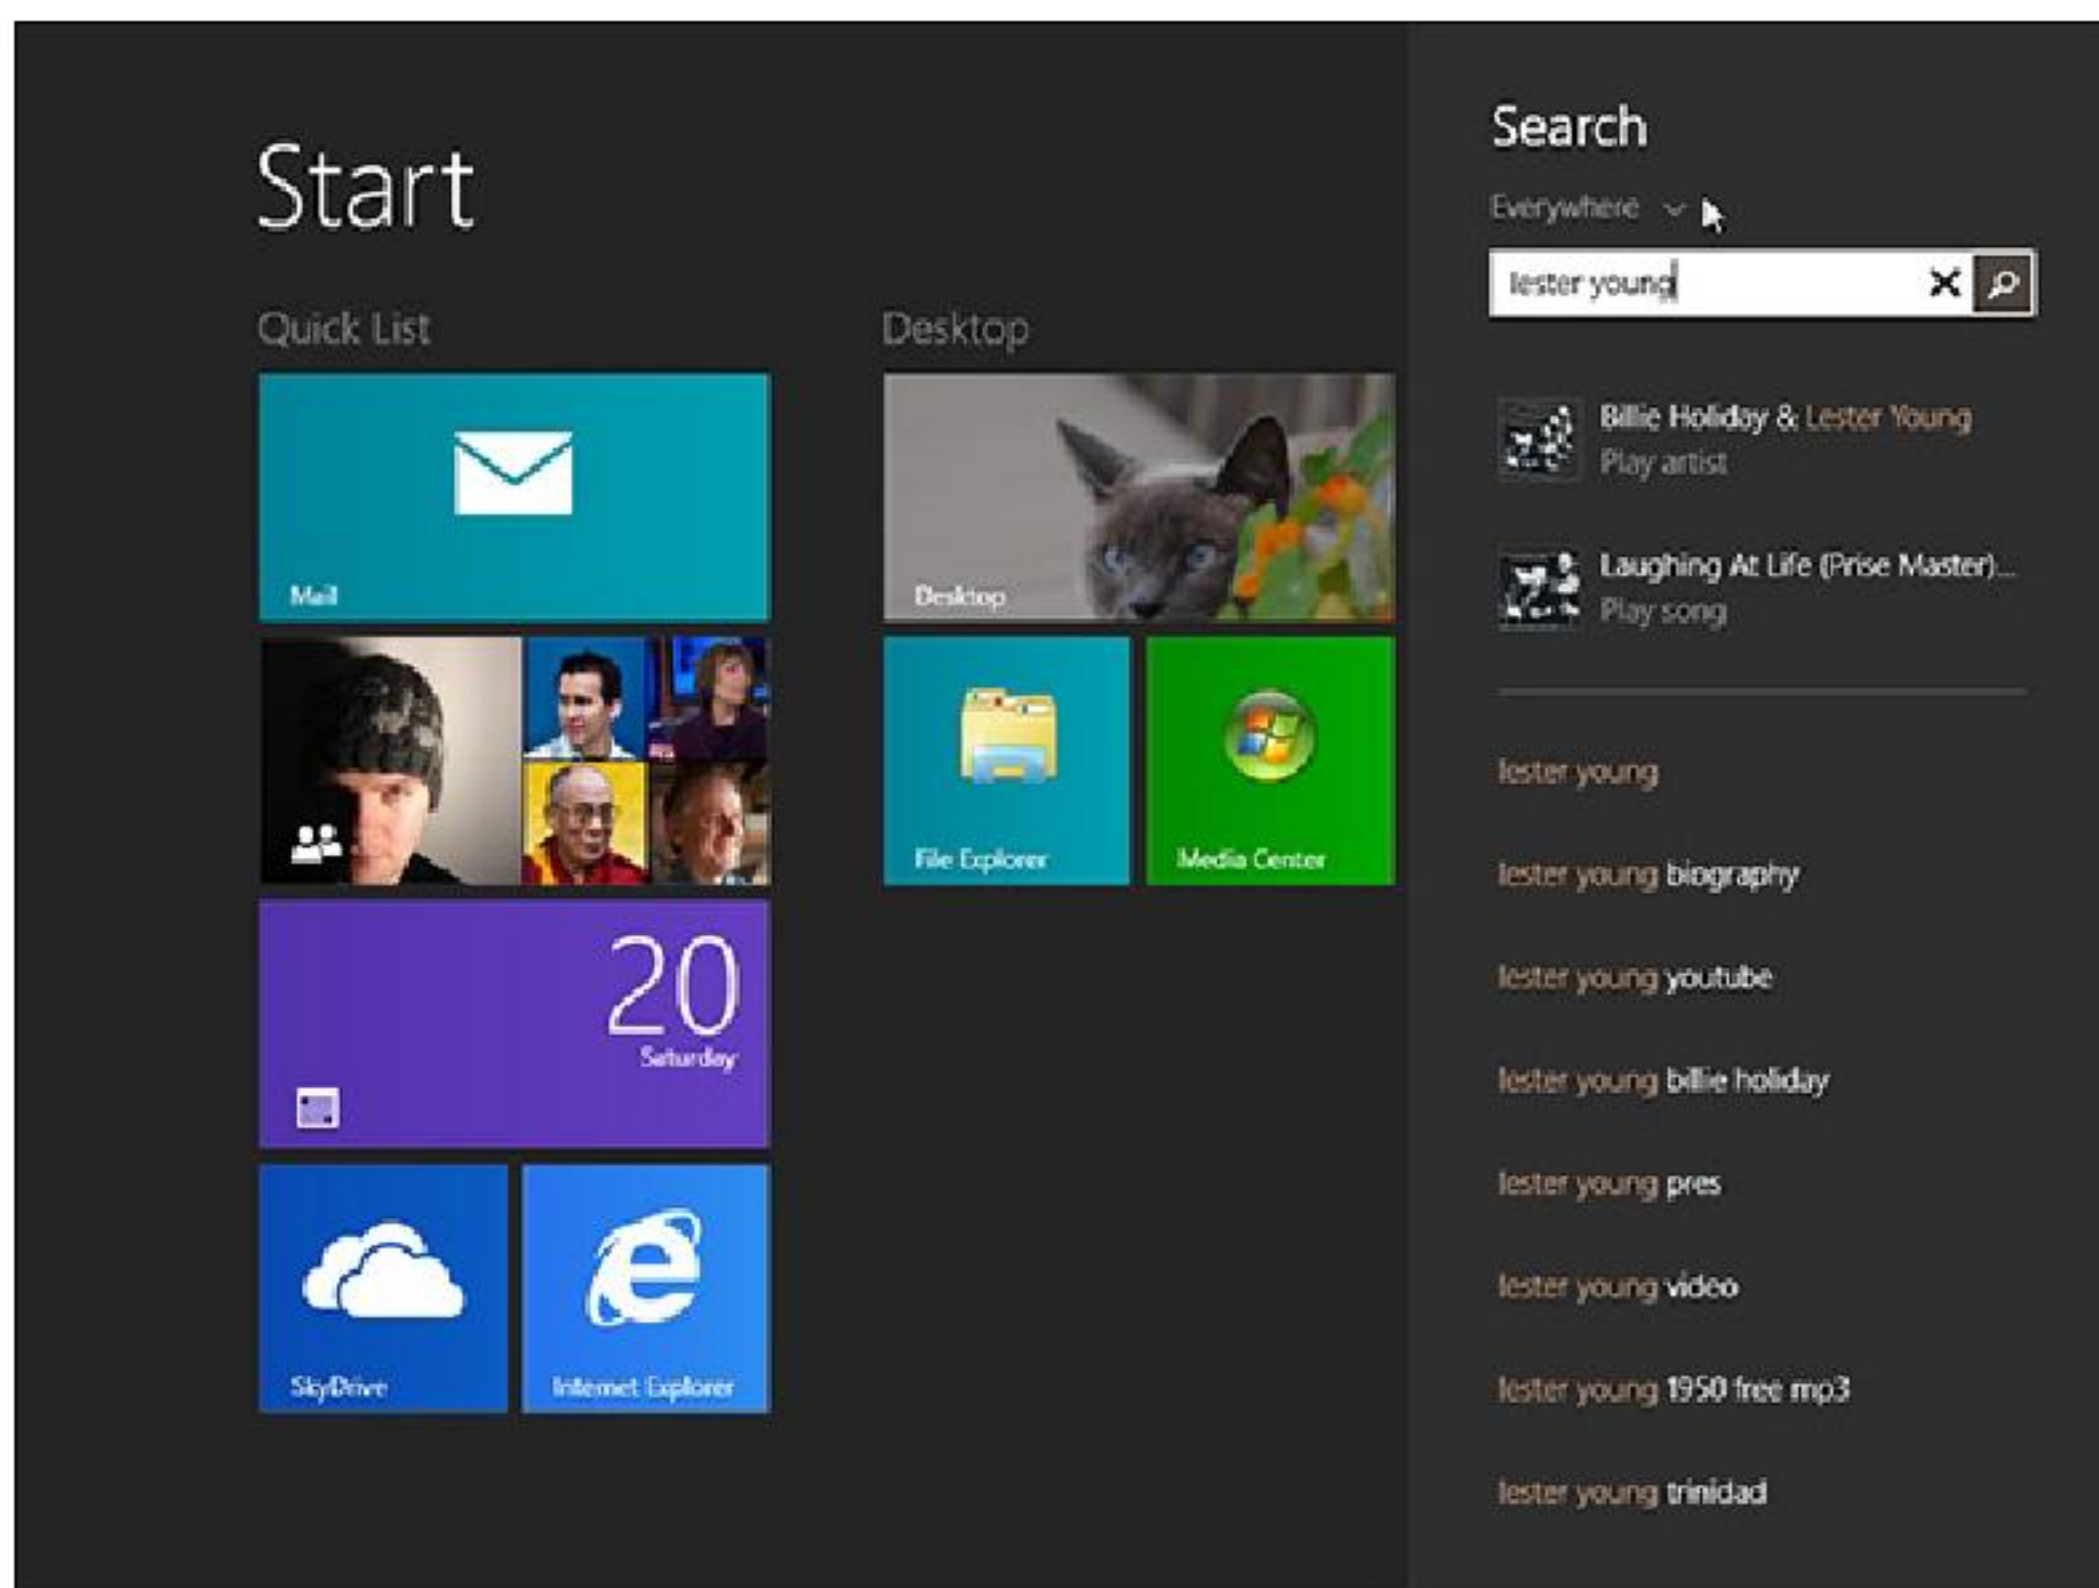 Start
Quick List
Mail
20
Saturday
SkyDrive
Internet Explorer
Desktop
Desktop
File Explorer
Media Center
Search
Everywhere
lester young
Billie Holiday & Lester Young
Play artist
Laughing At Life (Prise Master)...
Play song
lester young
lester young biography
lester young youtube
lester young billie holiday
lester young pres
lester young video
lester young 1950 free mp3
lester young trinidad